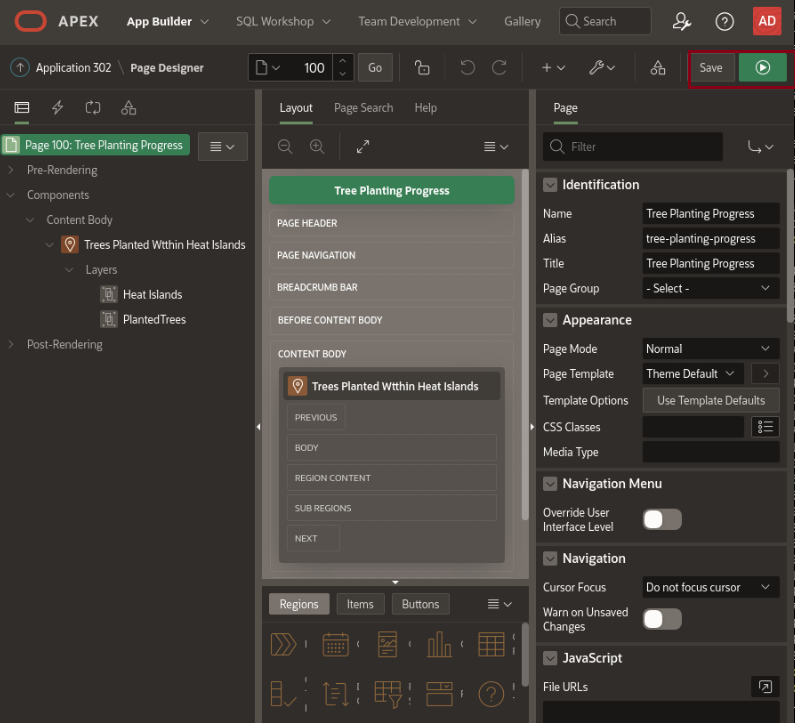 APEX App Builder SQL Workshop Team Development Gallery Search AD
Application 302 \ Page Designer 100 Go Save
Layout Page Search Help Page
Page 100: Tree Planting Progress
Pre-Rendering
Components
Content Body
Trees Planted Wtthin Heat Islands
Layers
Heat Islands
PlantedTrees
Post-Rendering
Tree Planting Progress
PAGE HEADER
PAGE NAVIGATION
BREADCRUMB BAR
BEFORE CONTENT BODY
CONTENT BODY
Trees Planted Wtthin Heat Islands
PREVIOUS
BODY
REGION CONTENT
SUB REGIONS
NEXT
Regions Items Buttons
Filter
Identification
Name Tree Planting Progress
Alias tree-planting-progress
Title Tree Planting Progress
Page Group - Select -
Appearance
Page Mode Normal
Page Template Theme Default
Template Options Use Template Defaults
CSS Classes
Media Type
Navigation Menu
Override User
Interface Level
Navigation
Cursor Focus Do not focus cursor
Warn on Unsaved
Changes
JavaScript
File URLs